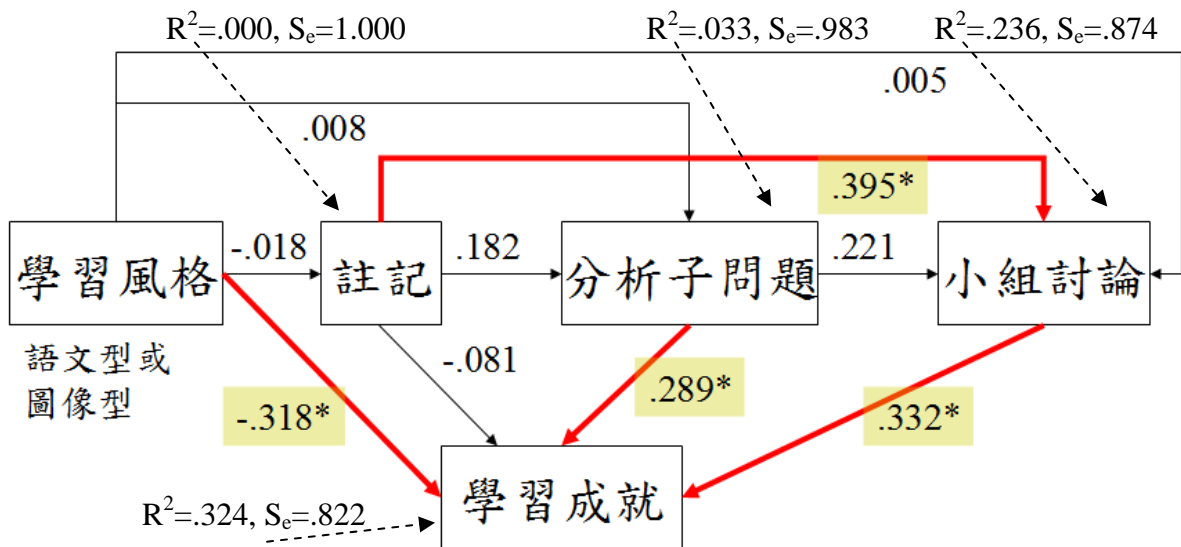 R²=.000, Sₑ=1.000
R²=.033, Sₑ=.983
R²=.236, Sₑ=.874
.005
.008
.395*
學習風格
-.018
註記
.182
分析子問題
.221
小組討論
語文型或
圖像型
-.318*
-.081
.289*
.332*
學習成就
R²=.324, Sₑ=.822